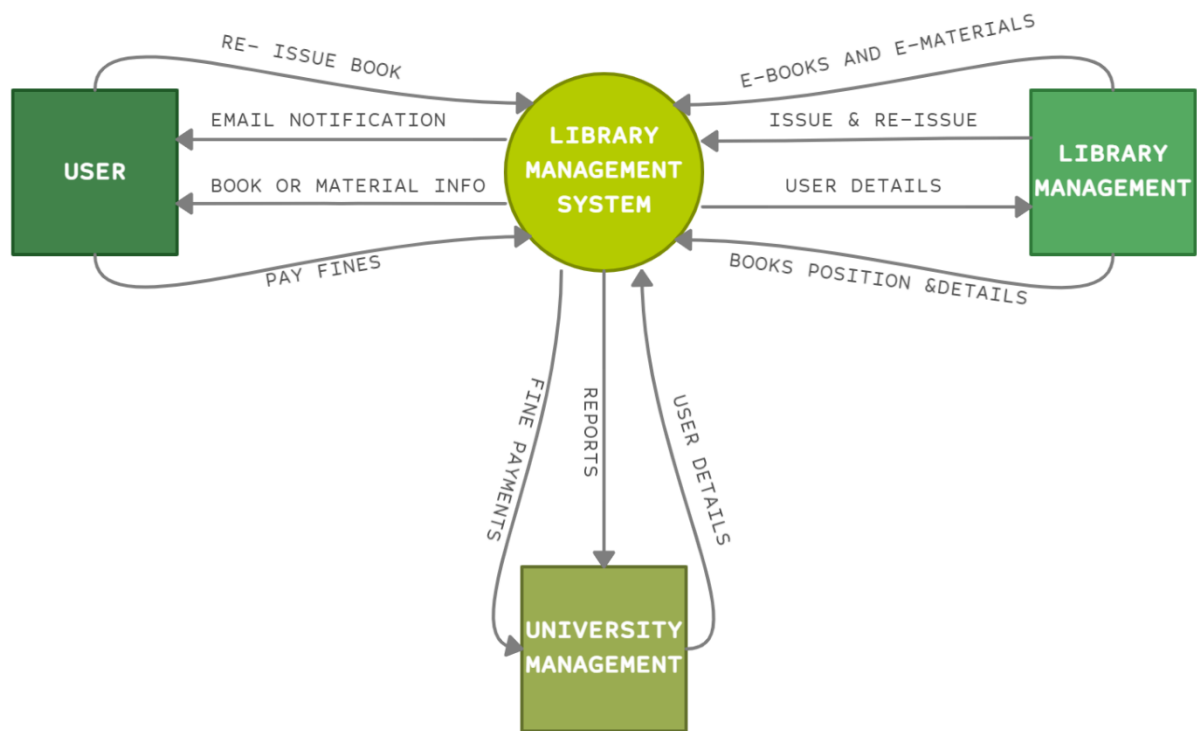 RE- ISSUE BOOK
E-BOOKS AND E-MATERIALS
EMAIL NOTIFICATION
ISSUE & RE-ISSUE
USER
LIBRARY
MANAGEMENT
SYSTEM
LIBRARY
MANAGEMENT
BOOK OR MATERIAL INFO
USER DETAILS
PAY FINES
BOOKS POSITION &DETAILS
FINE PAYMENTS
REPORTS
USER DETAILS
UNIVERSITY
MANAGEMENT